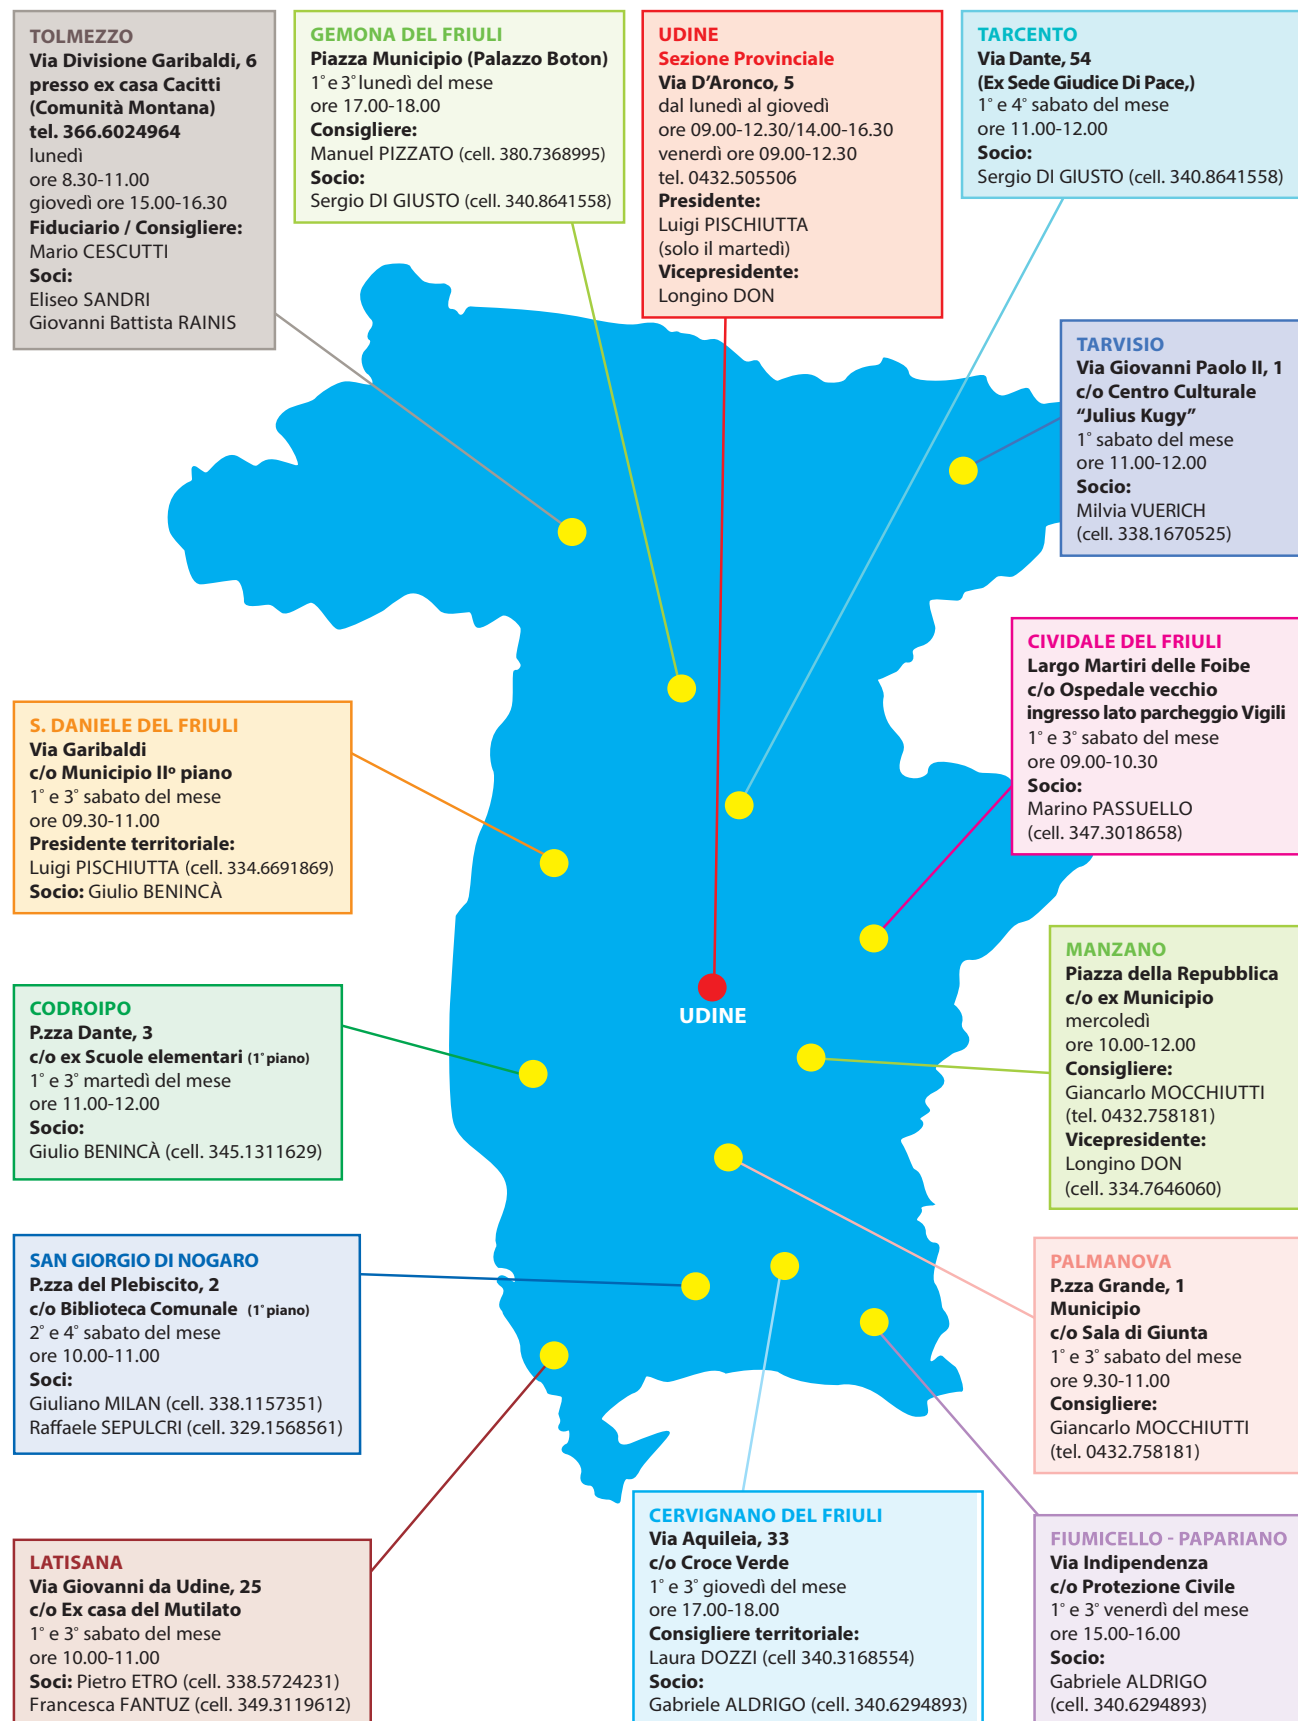 TOLMEZZO
Via Divisione Garibaldi, 6
presso ex casa Cacitti
(Comunità Montana)
tel. 366.6024964
lunedì
ore 8.30-11.00
giovedì ore 15.00-16.30
Fiduciario / Consigliere:
Mario CESCUTTI
Soci:
Eliseo SANDRI
Giovanni Battista RAINIS
GEMONA DEL FRIULI
Piazza Municipio (Palazzo Boton)
1° e 3° lunedì del mese
ore 17.00-18.00
Consigliere:
Manuel PIZZATO (cell. 380.7368995)
Socio:
Sergio DI GIUSTO (cell. 340.8641558)
UDINE
Sezione Provinciale
Via D'Aronco, 5
dal lunedì al giovedì
ore 09.00-12.30/14.00-16.30
venerdì ore 09.00-12.30
tel. 0432.505506
Presidente:
Luigi PISCHIUTTA
(solo il martedì)
Vicepresidente:
Longino DON
TARCENTO
Via Dante, 54
(Ex Sede Giudice Di Pace,)
1° e 4° sabato del mese
ore 11.00-12.00
Socio:
Sergio DI GIUSTO (cell. 340.8641558)
TARVISIO
Via Giovanni Paolo II, 1
c/o Centro Culturale
"Julius Kugy"
1° sabato del mese
ore 11.00-12.00
Socio:
Milvia VUERICH
(cell. 338.1670525)
CIVIDALE DEL FRIULI
Largo Martiri delle Foibe
c/o Ospedale vecchio
ingresso lato parcheggio Vigili
1° e 3° sabato del mese
ore 09.00-10.30
Socio:
Marino PASSUELLO
(cell. 347.3018658)
S. DANIELE DEL FRIULI
Via Garibaldi
c/o Municipio IIº piano
1° e 3° sabato del mese
ore 09.30-11.00
Presidente territoriale:
Luigi PISCHIUTTA (cell. 334.6691869)
Socio: Giulio BENINCÀ
MANZANO
Piazza della Repubblica
c/o ex Municipio
mercoledì
ore 10.00-12.00
Consigliere:
Giancarlo MOCCHIUTTI
(tel. 0432.758181)
Vicepresidente:
Longino DON
(cell. 334.7646060)
UDINE
CODROIPO
P.zza Dante, 3
c/o ex Scuole elementari (1° piano)
1° e 3° martedì del mese
ore 11.00-12.00
Socio:
Giulio BENINCÀ (cell. 345.1311629)
SAN GIORGIO DI NOGARO
P.zza del Plebiscito, 2
c/o Biblioteca Comunale (1° piano)
2° e 4° sabato del mese
ore 10.00-11.00
Soci:
Giuliano MILAN (cell. 338.1157351)
Raffaele SEPULCRI (cell. 329.1568561)
PALMANOVA
P.zza Grande, 1
Municipio
c/o Sala di Giunta
1° e 3° sabato del mese
ore 9.30-11.00
Consigliere:
Giancarlo MOCCHIUTTI
(tel. 0432.758181)
LATISANA
Via Giovanni da Udine, 25
c/o Ex casa del Mutilato
1° e 3° sabato del mese
ore 10.00-11.00
Soci: Pietro ETRO (cell. 338.5724231)
Francesca FANTUZ (cell. 349.3119612)
CERVIGNANO DEL FRIULI
Via Aquileia, 33
c/o Croce Verde
1° e 3° giovedì del mese
ore 17.00-18.00
Consigliere territoriale:
Laura DOZZI (cell 340.3168554)
Socio:
Gabriele ALDRIGO (cell. 340.6294893)
FIUMICELLO - PAPARIANO
Via Indipendenza
c/o Protezione Civile
1° e 3° venerdì del mese
ore 15.00-16.00
Socio:
Gabriele ALDRIGO
(cell. 340.6294893)